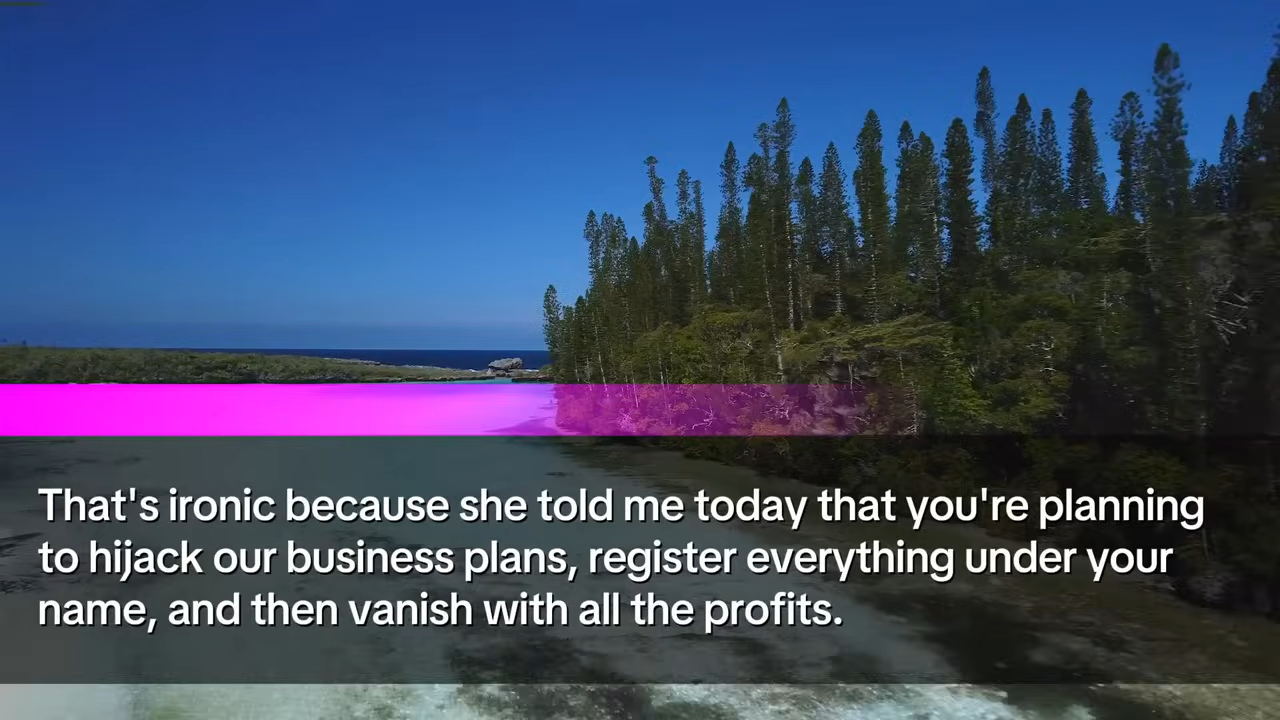 That's ironic because she told me today that you're planning
to hijack our business plans, register everything under your
name, and then vanish with all the profits.